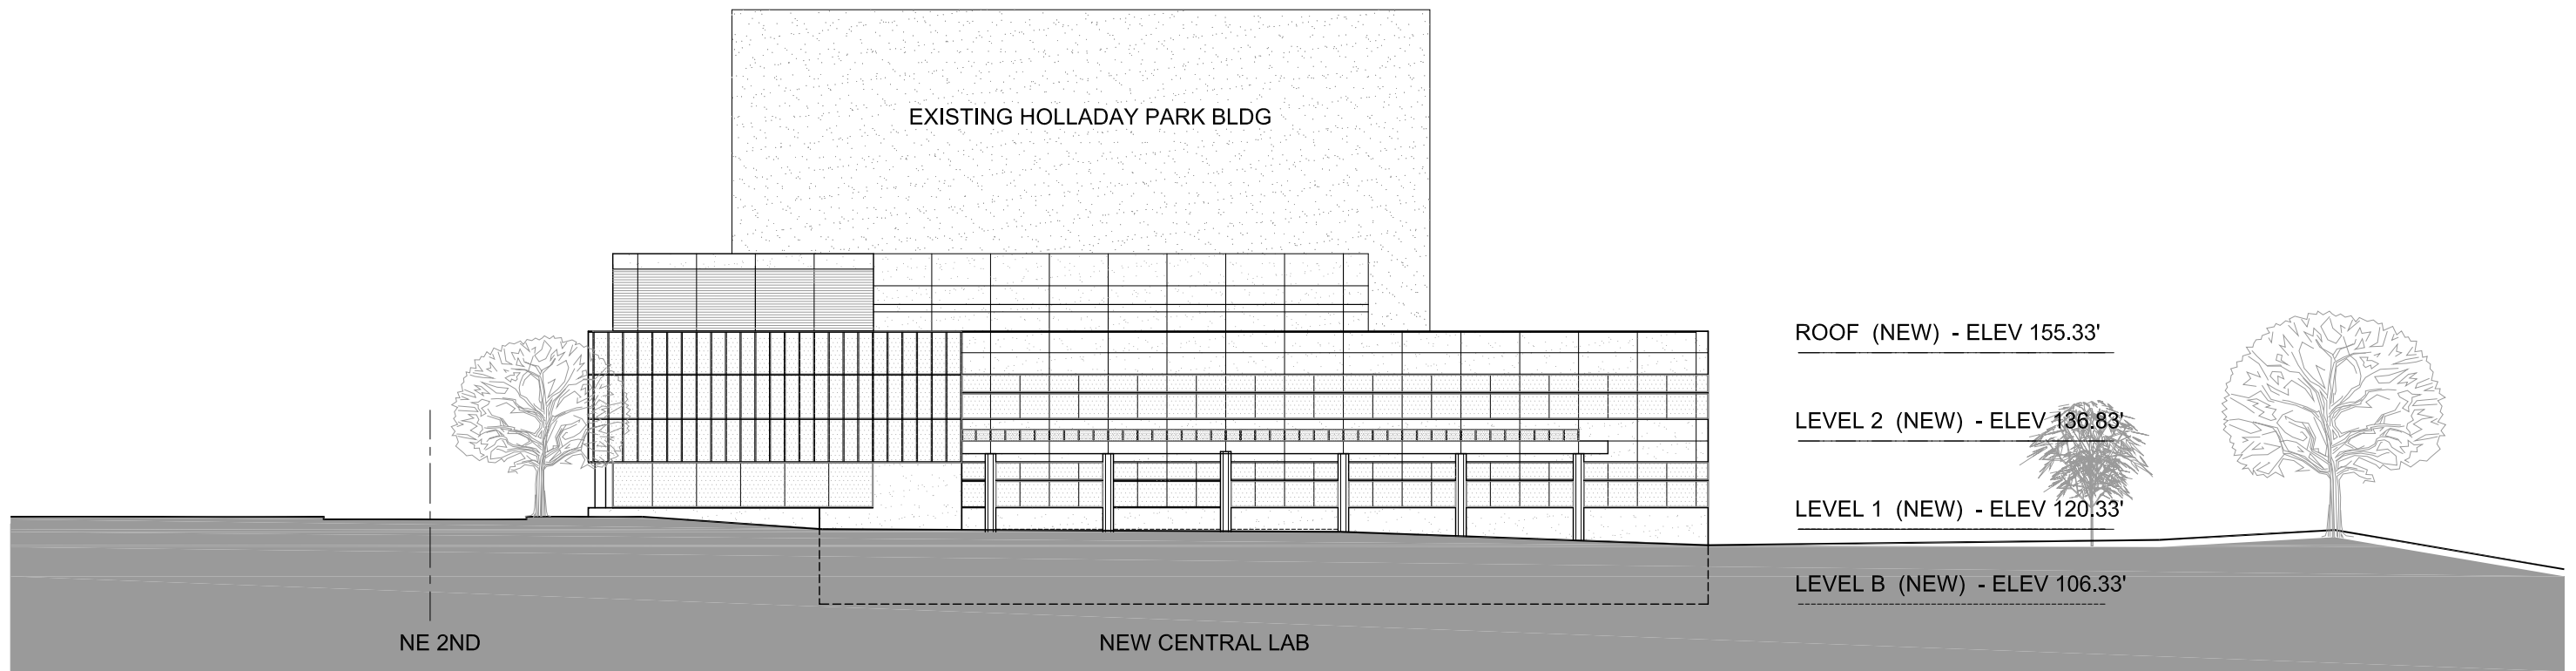 EXISTING HOLLADAY PARK BLDG
ROOF (NEW) - ELEV 155.33'
LEVEL 2 (NEW) - ELEV 136.83'
LEVEL 1 (NEW) - ELEV 120.33'
LEVEL B (NEW) - ELEV 106.33'
NE 2ND
NEW CENTRAL LAB